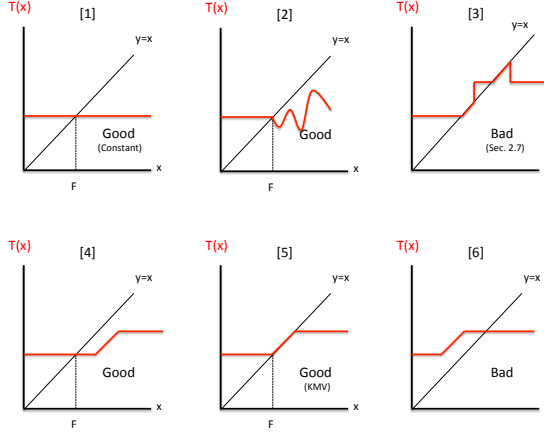 T(x) [1]
y=x
Good
(Constant)
x
F
T(x) [2]
y=x
Good
x
F
T(x) [3]
y=x
Bad
(Sec. 2.7)
T(x) [4]
y=x
Good
x
F
T(x) [5]
y=x
Good
(KMV)
x
F
T(x) [6]
y=x
Bad